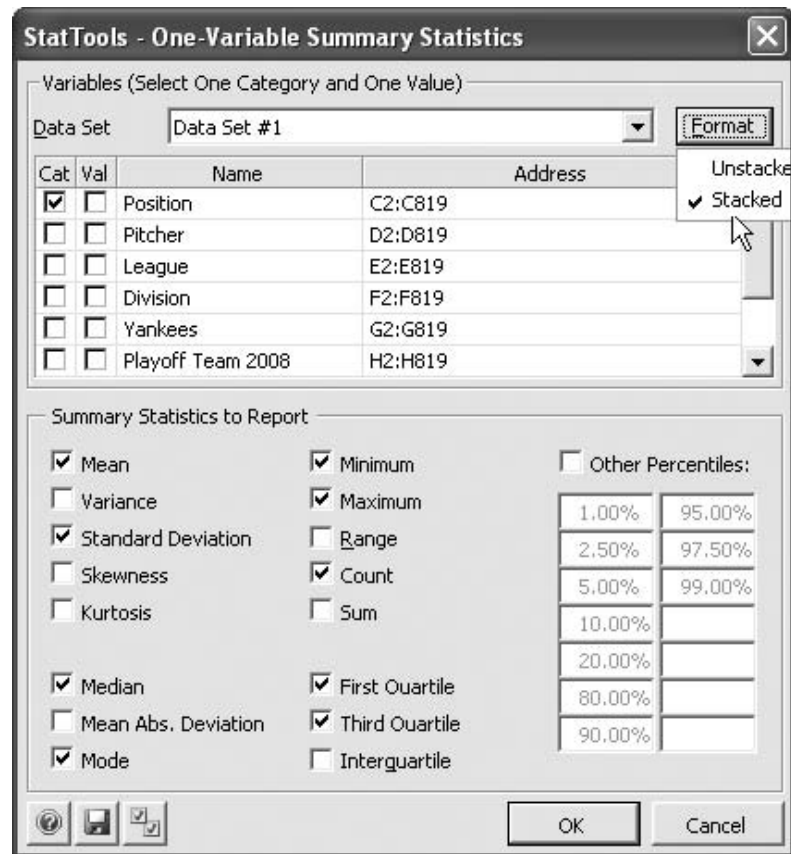 StatTools - One-Variable Summary Statistics
Variables (Select One Category and One Value)
Data Set
Data Set #1
Format
Unstacke
Stacked
Cat Val Name Address
Position C2:C819
Pitcher D2:D819
League E2:E819
Division F2:F819
Yankees G2:G819
Playoff Team 2008 H2:H819
Summary Statistics to Report
Mean
Variance
Standard Deviation
Skewness
Kurtosis
Median
Mean Abs. Deviation
Mode
Minimum
Maximum
Range
Count
Sum
First Quartile
Third Quartile
Interquartile
Other Percentiles:
1.00% 95.00%
2.50% 97.50%
5.00% 99.00%
10.00%
20.00%
80.00%
90.00%
OK Cancel